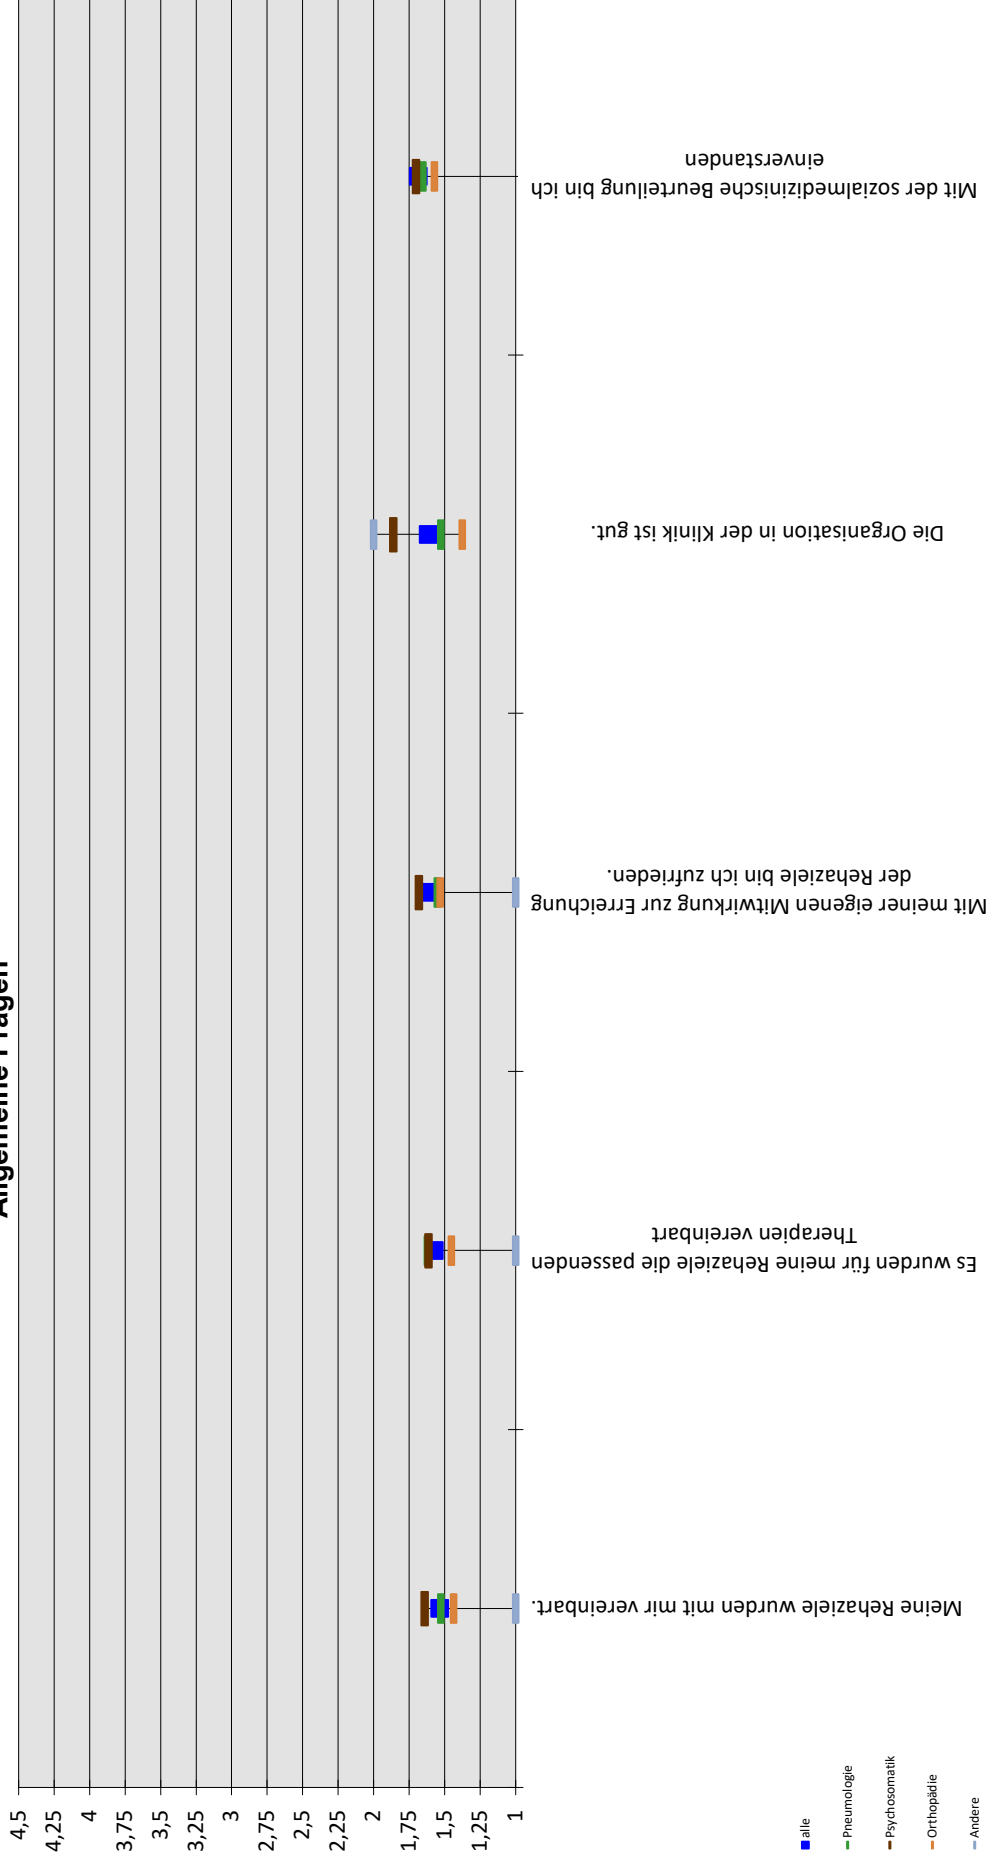 Allgemeine Fragen
4,5
4,25
4
3,75
3,5
3,25
3
2,75
2,5
2,25
2
1,75
1,5
1,25
1
Meine Rehaziele wurden mit mir vereinbart.
Es wurden für meine Rehaziele die passenden
Therapien vereinbart
Mit meiner eigenen Mitwirkung zur Erreichung
der Rehaziele bin ich zufrieden.
Die Organisation in der Klinik ist gut.
Mit der sozialmedizinische Beurteilung bin ich
einverstanden
alle
Pneumologie
Psychosomatik
Orthopädie
Andere